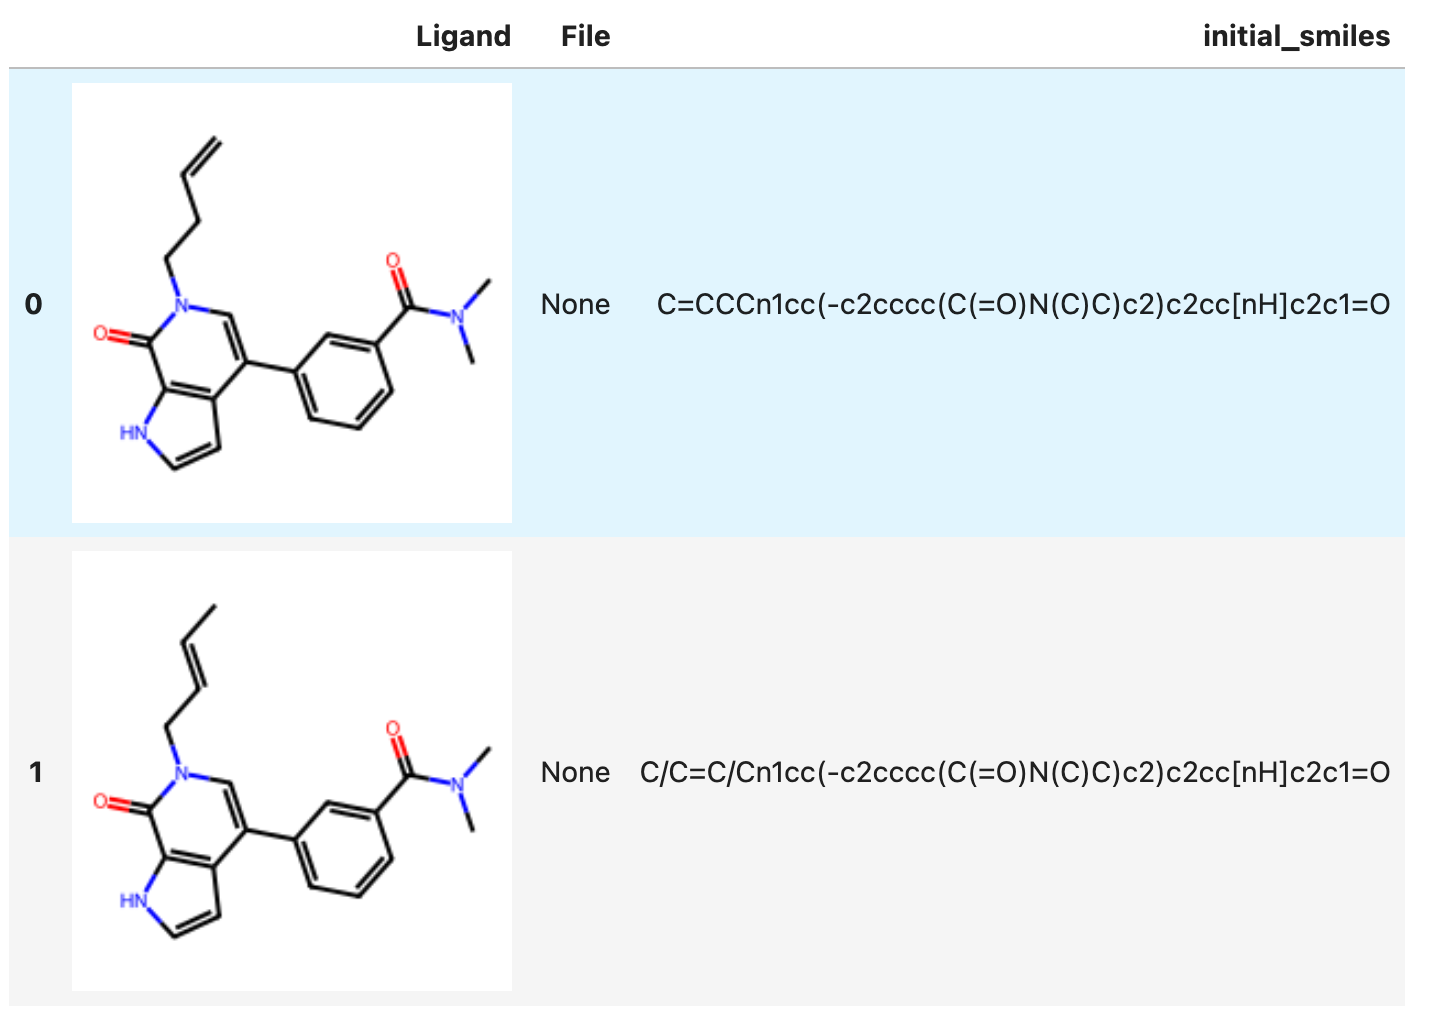 Ligand File initial_smiles
O
N
N
O
HN
0 None C=CCCn1cc(-c2cccc(C(=O)N(C)C)c2)c2cc[nH]c2c1=O
O
N
N
O
HN
1 None C/C=C/Cn1cc(-c2cccc(C(=O)N(C)C)c2)c2cc[nH]c2c1=O